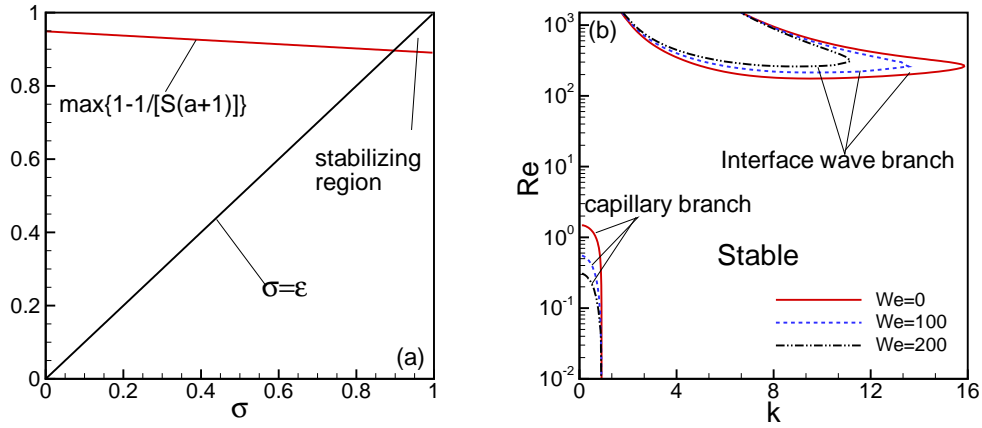 1
0.8
0.6
0.4
0.2
0
0
0.2
0.4
0.6
0.8
1
σ
max{1-1/[S(a+1)]}
stabilizing
region
σ=ε
(a)
(b)
10³
10²
10¹
10⁰
10⁻¹
10⁻²
Re
0
4
8
12
16
k
Interface wave branch
capillary branch
Stable
We=0
We=100
We=200